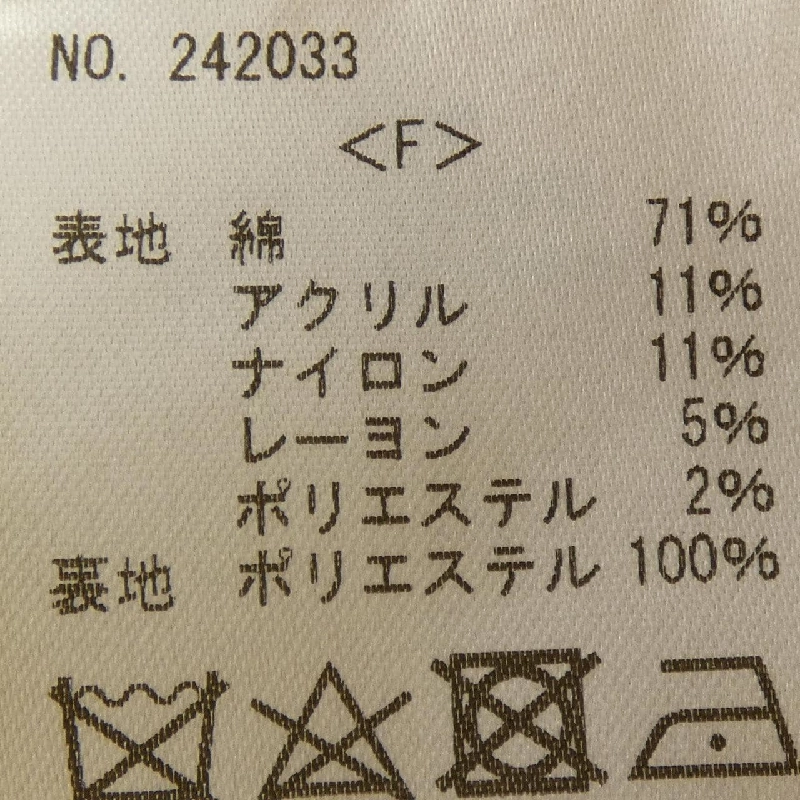 NO. 242033
<F>
表地 綿 71%
アクリル 11%
ナイロン 11%
レーヨン 5%
ポリエステル 2%
裏地 ポリエステル 100%